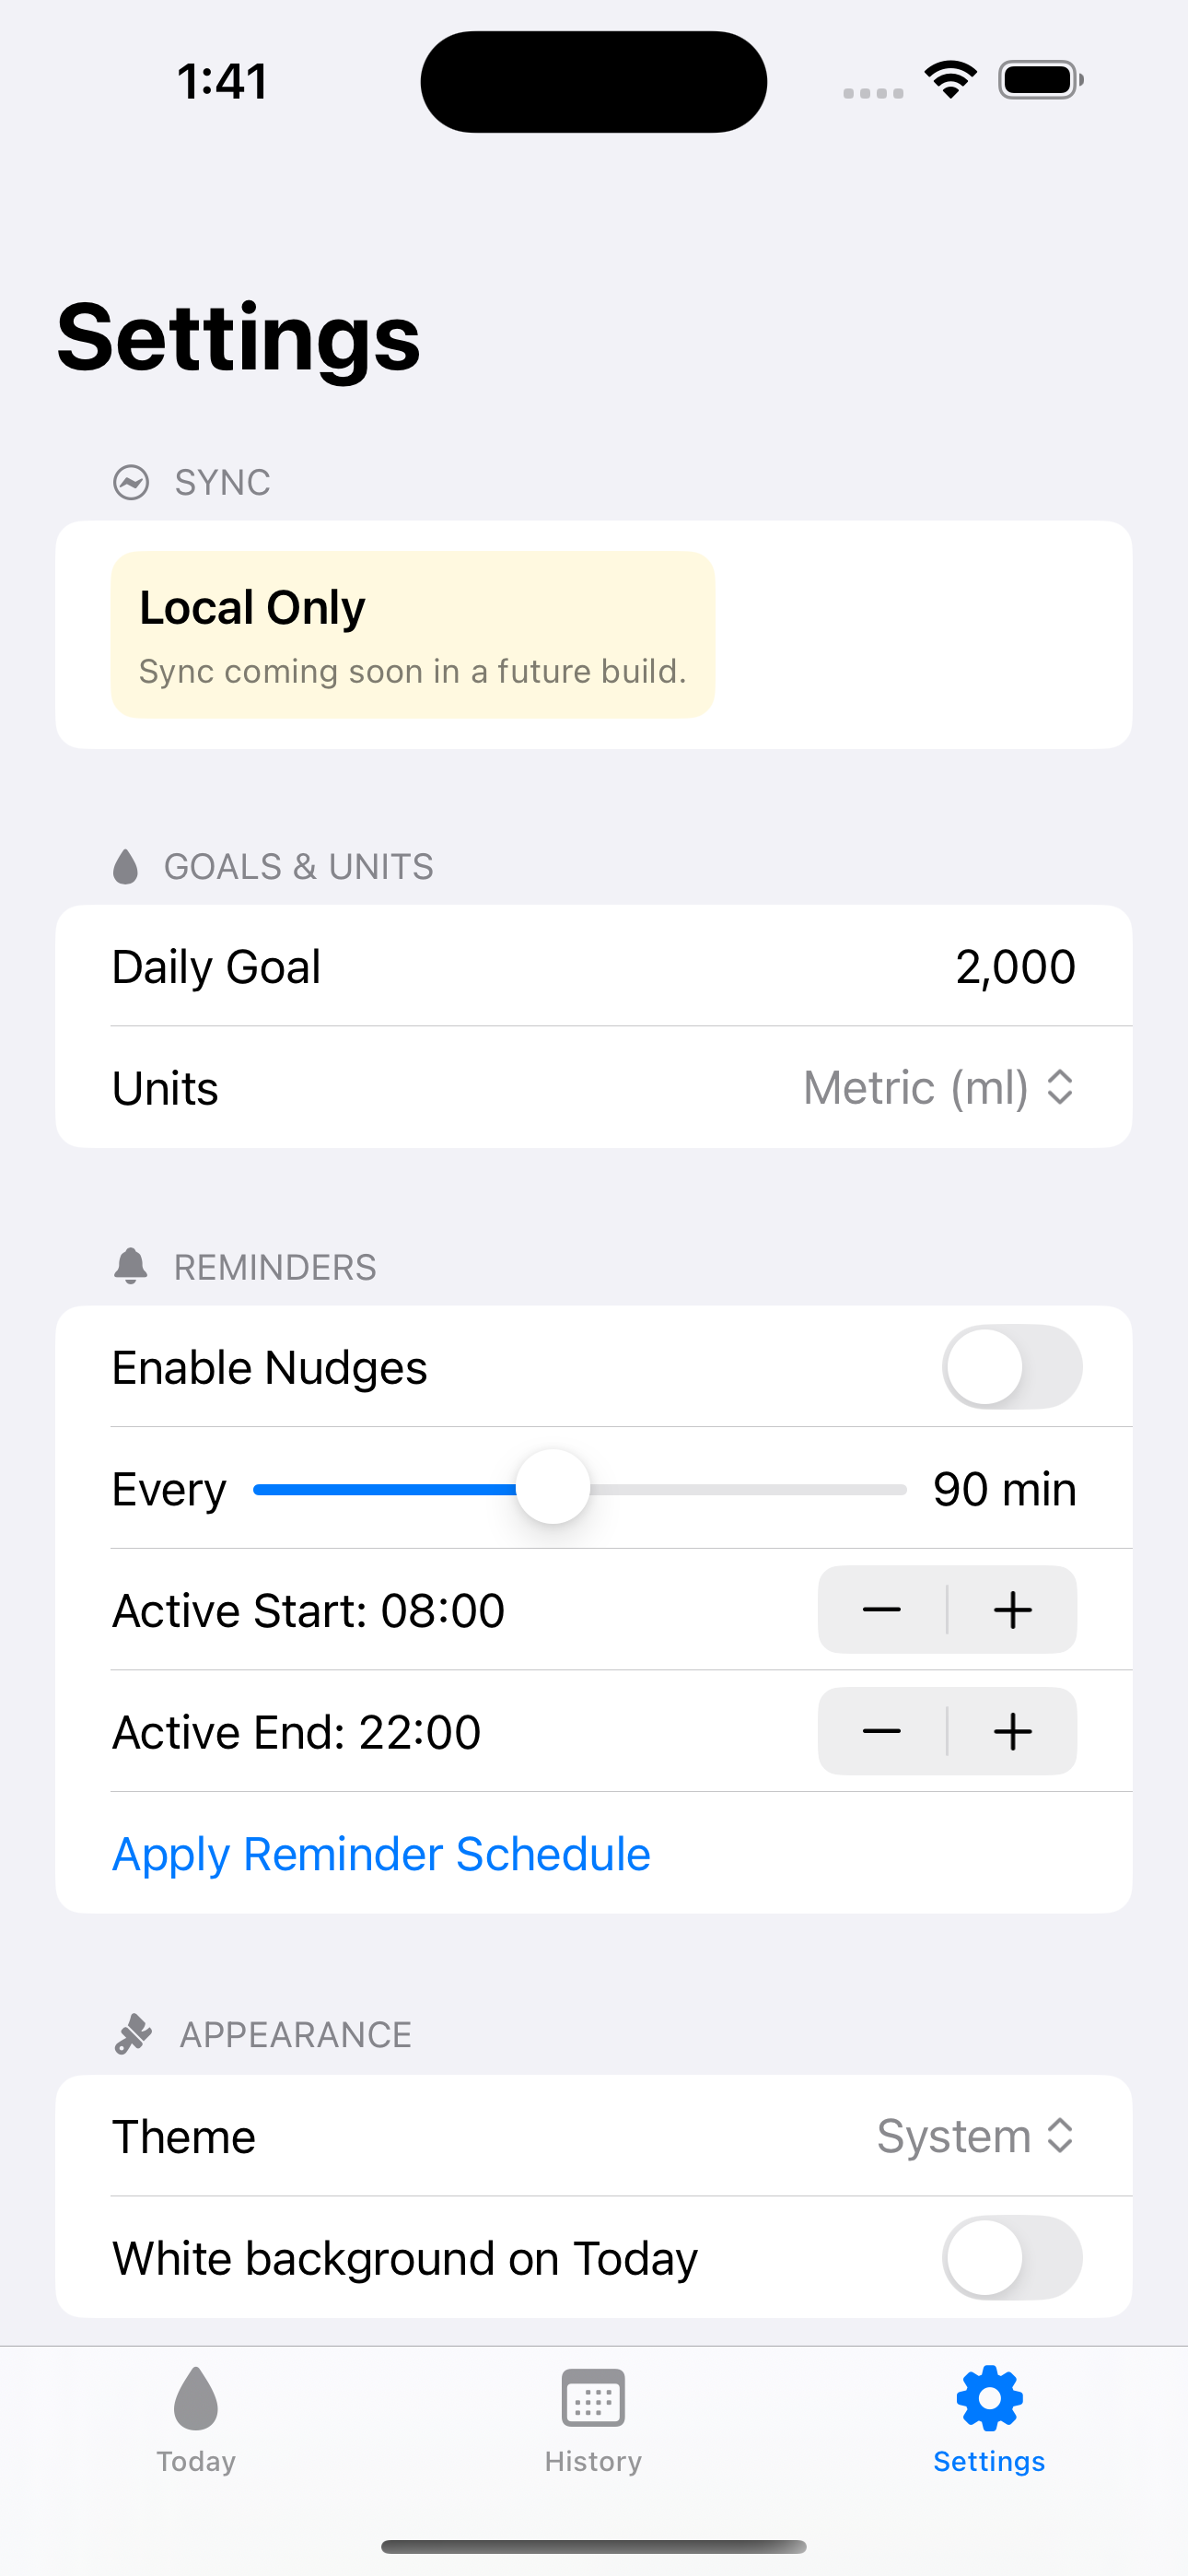 1:41
Settings
SYNC
Local Only
Sync coming soon in a future build.
GOALS & UNITS
Daily Goal 2,000
Units Metric (ml)
REMINDERS
Enable Nudges
Every 90 min
Active Start: 08:00
Active End: 22:00
Apply Reminder Schedule
APPEARANCE
Theme System
White background on Today
Today History Settings